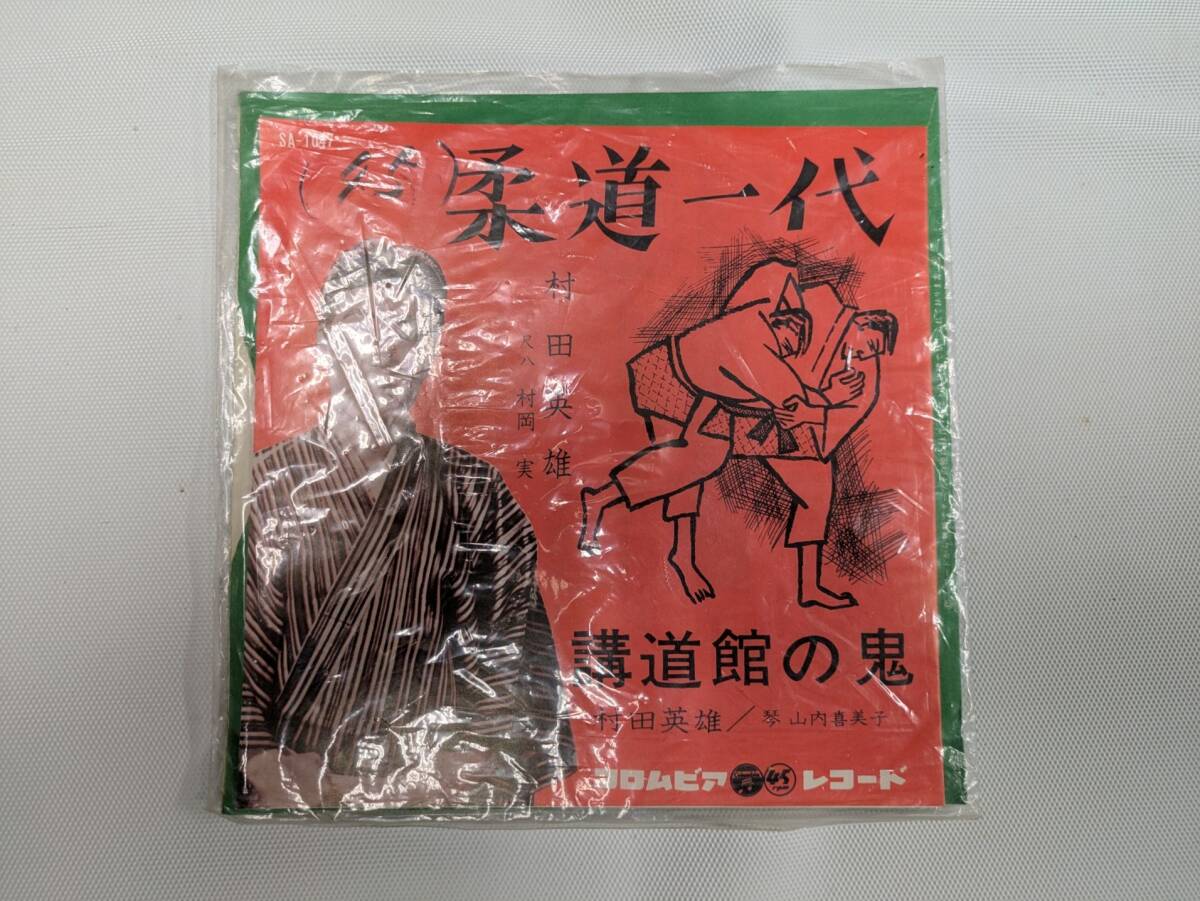 (続)柔道一代
村田英雄
尺八 村岡 実
講道館の鬼
村田英雄/琴 山内喜美子
コロムビア 45 rpm レコード